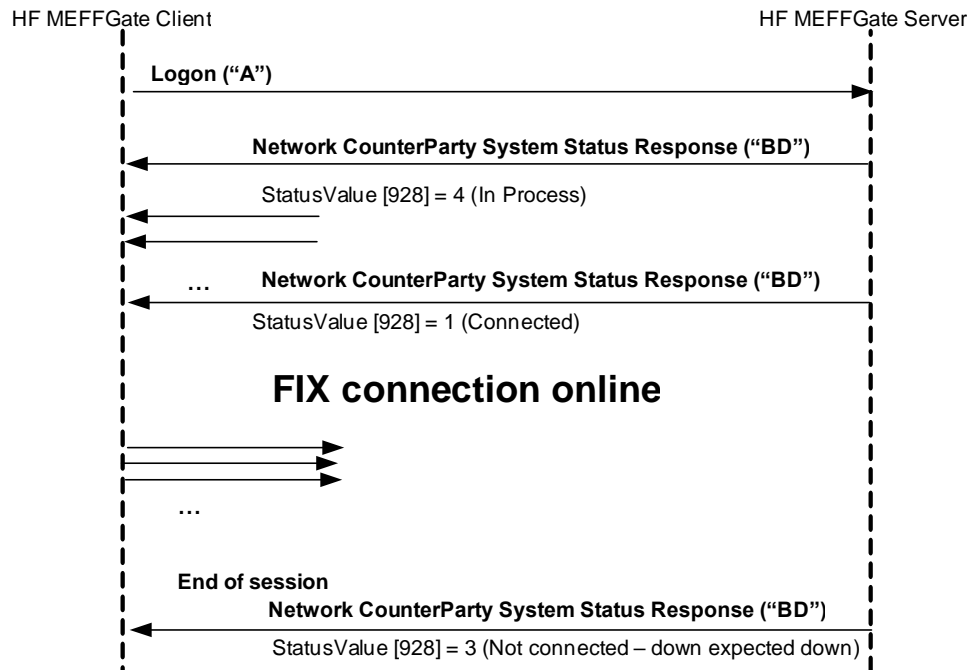 HF MEFFGate Client
HF MEFFGate Server
Logon (“A”)
Network CounterParty System Status Response (“BD”)
StatusValue [928] = 4 (In Process)
... Network CounterParty System Status Response (“BD”)
StatusValue [928] = 1 (Connected)
FIX connection online
...
End of session
Network CounterParty System Status Response (“BD”)
StatusValue [928] = 3 (Not connected – down expected down)